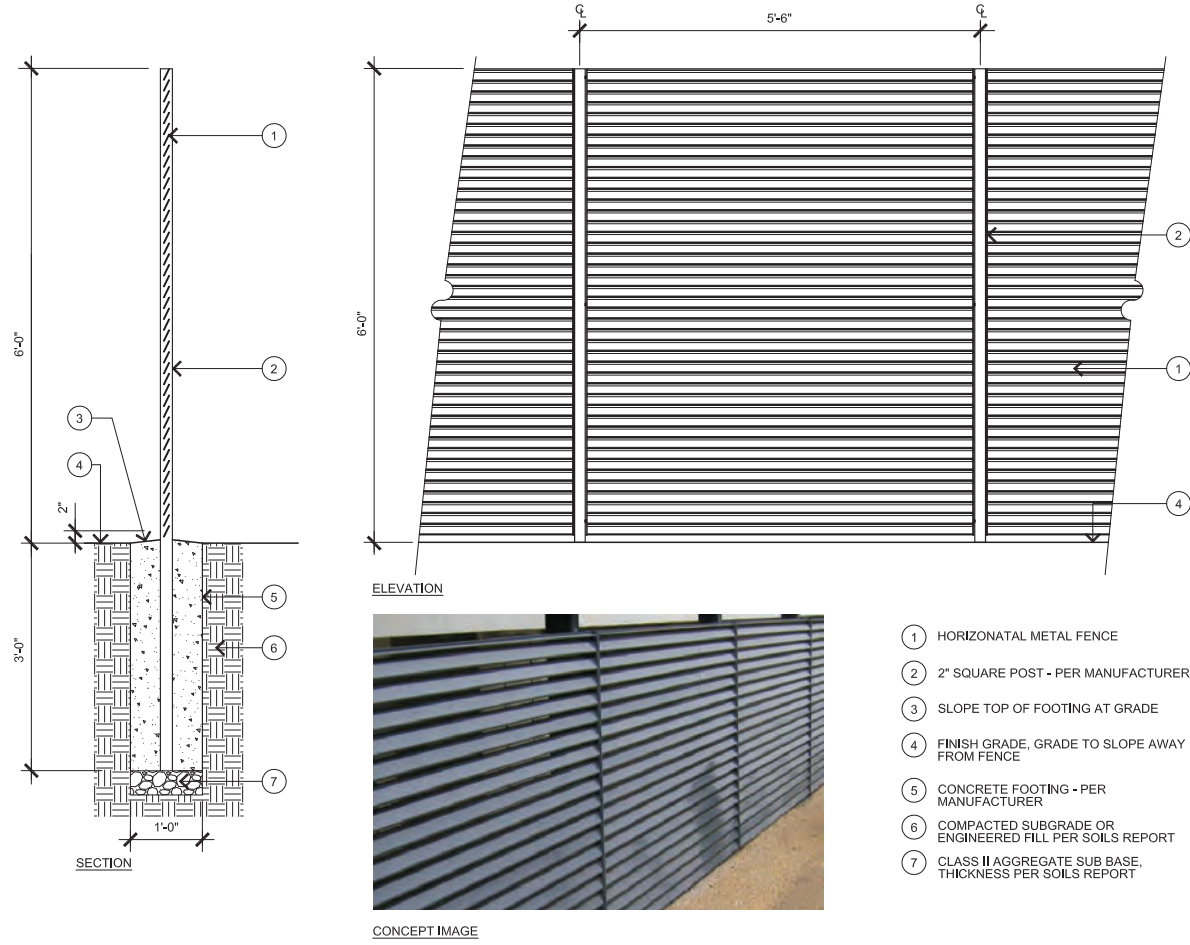 ℄
5'-6"
℄
6'-0"
6'-0"
1
2
3
4
2"
3'-0"
5
6
7
1'-0"
SECTION
2
1
4
ELEVATION
CONCEPT IMAGE
1 HORIZONATAL METAL FENCE
2 2" SQUARE POST - PER MANUFACTURER
3 SLOPE TOP OF FOOTING AT GRADE
4 FINISH GRADE, GRADE TO SLOPE AWAY
FROM FENCE
5 CONCRETE FOOTING - PER
MANUFACTURER
6 COMPACTED SUBGRADE OR
ENGINEERED FILL PER SOILS REPORT
7 CLASS II AGGREGATE SUB BASE,
THICKNESS PER SOILS REPORT